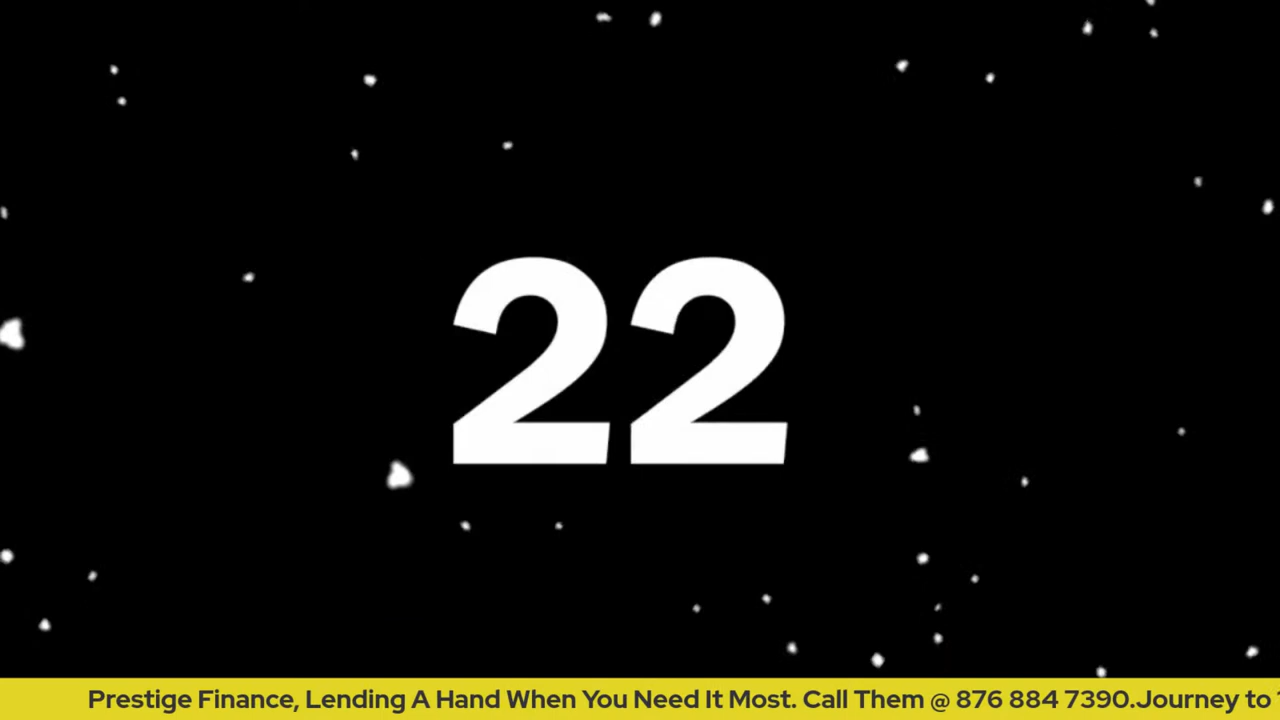 22
Prestige Finance, Lending A Hand When You Need It Most. Call Them @ 876 884 7390.Journey to